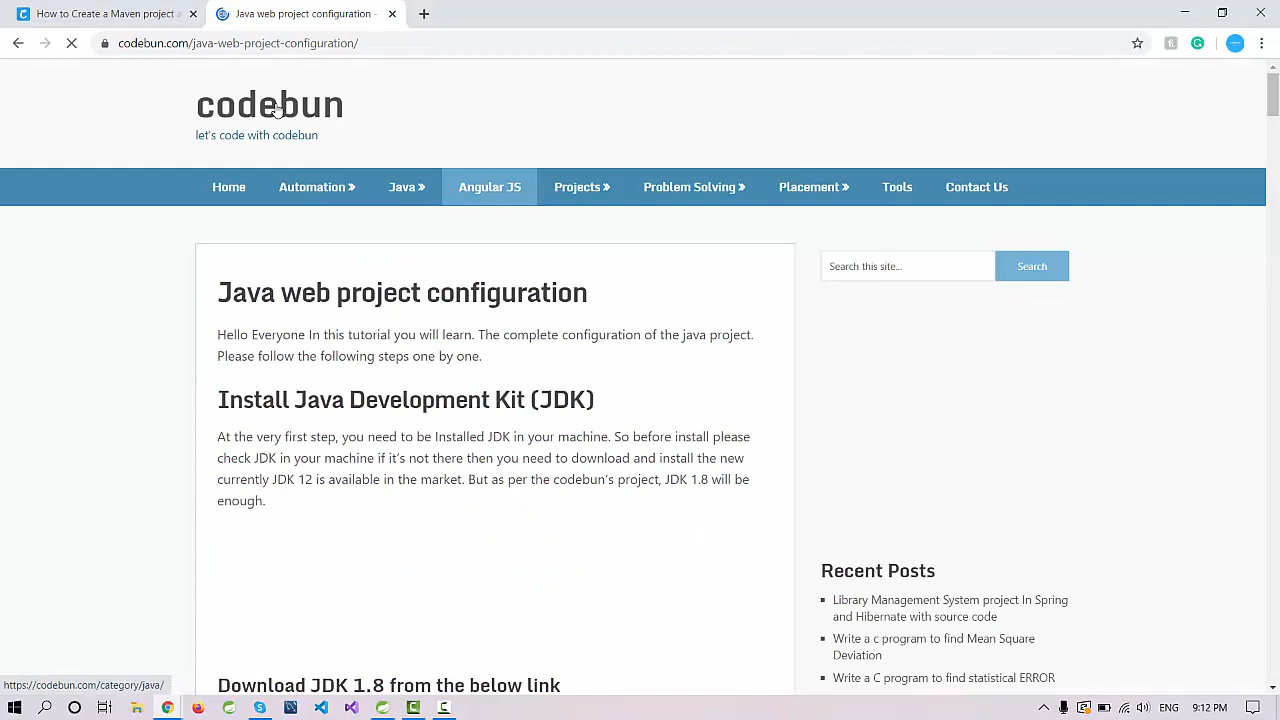 How to Create a Maven project a
Java web project configuration -
codebun.com/java-web-project-configuration/
codebun
let's code with codebun
Home
Automation »
Java »
Angular JS
Projects »
Problem Solving »
Placement »
Tools
Contact Us
Java web project configuration
Search this site...
Search
Hello Everyone In this tutorial you will learn. The complete configuration of the java project.
Please follow the following steps one by one.
Install Java Development Kit (JDK)
At the very first step, you need to be Installed JDK in your machine. So before install please
check JDK in your machine if it's not there then you need to download and install the new
currently JDK 12 is available in the market. But as per the codebun's project, JDK 1.8 will be
enough.
Recent Posts
Library Management System project In Spring
and Hibernate with source code
Write a c program to find Mean Square
Deviation
Write a C program to find statistical ERROR
Download JDK 1.8 from the below link
https://codebun.com/category/java/
ENG
9:12 PM